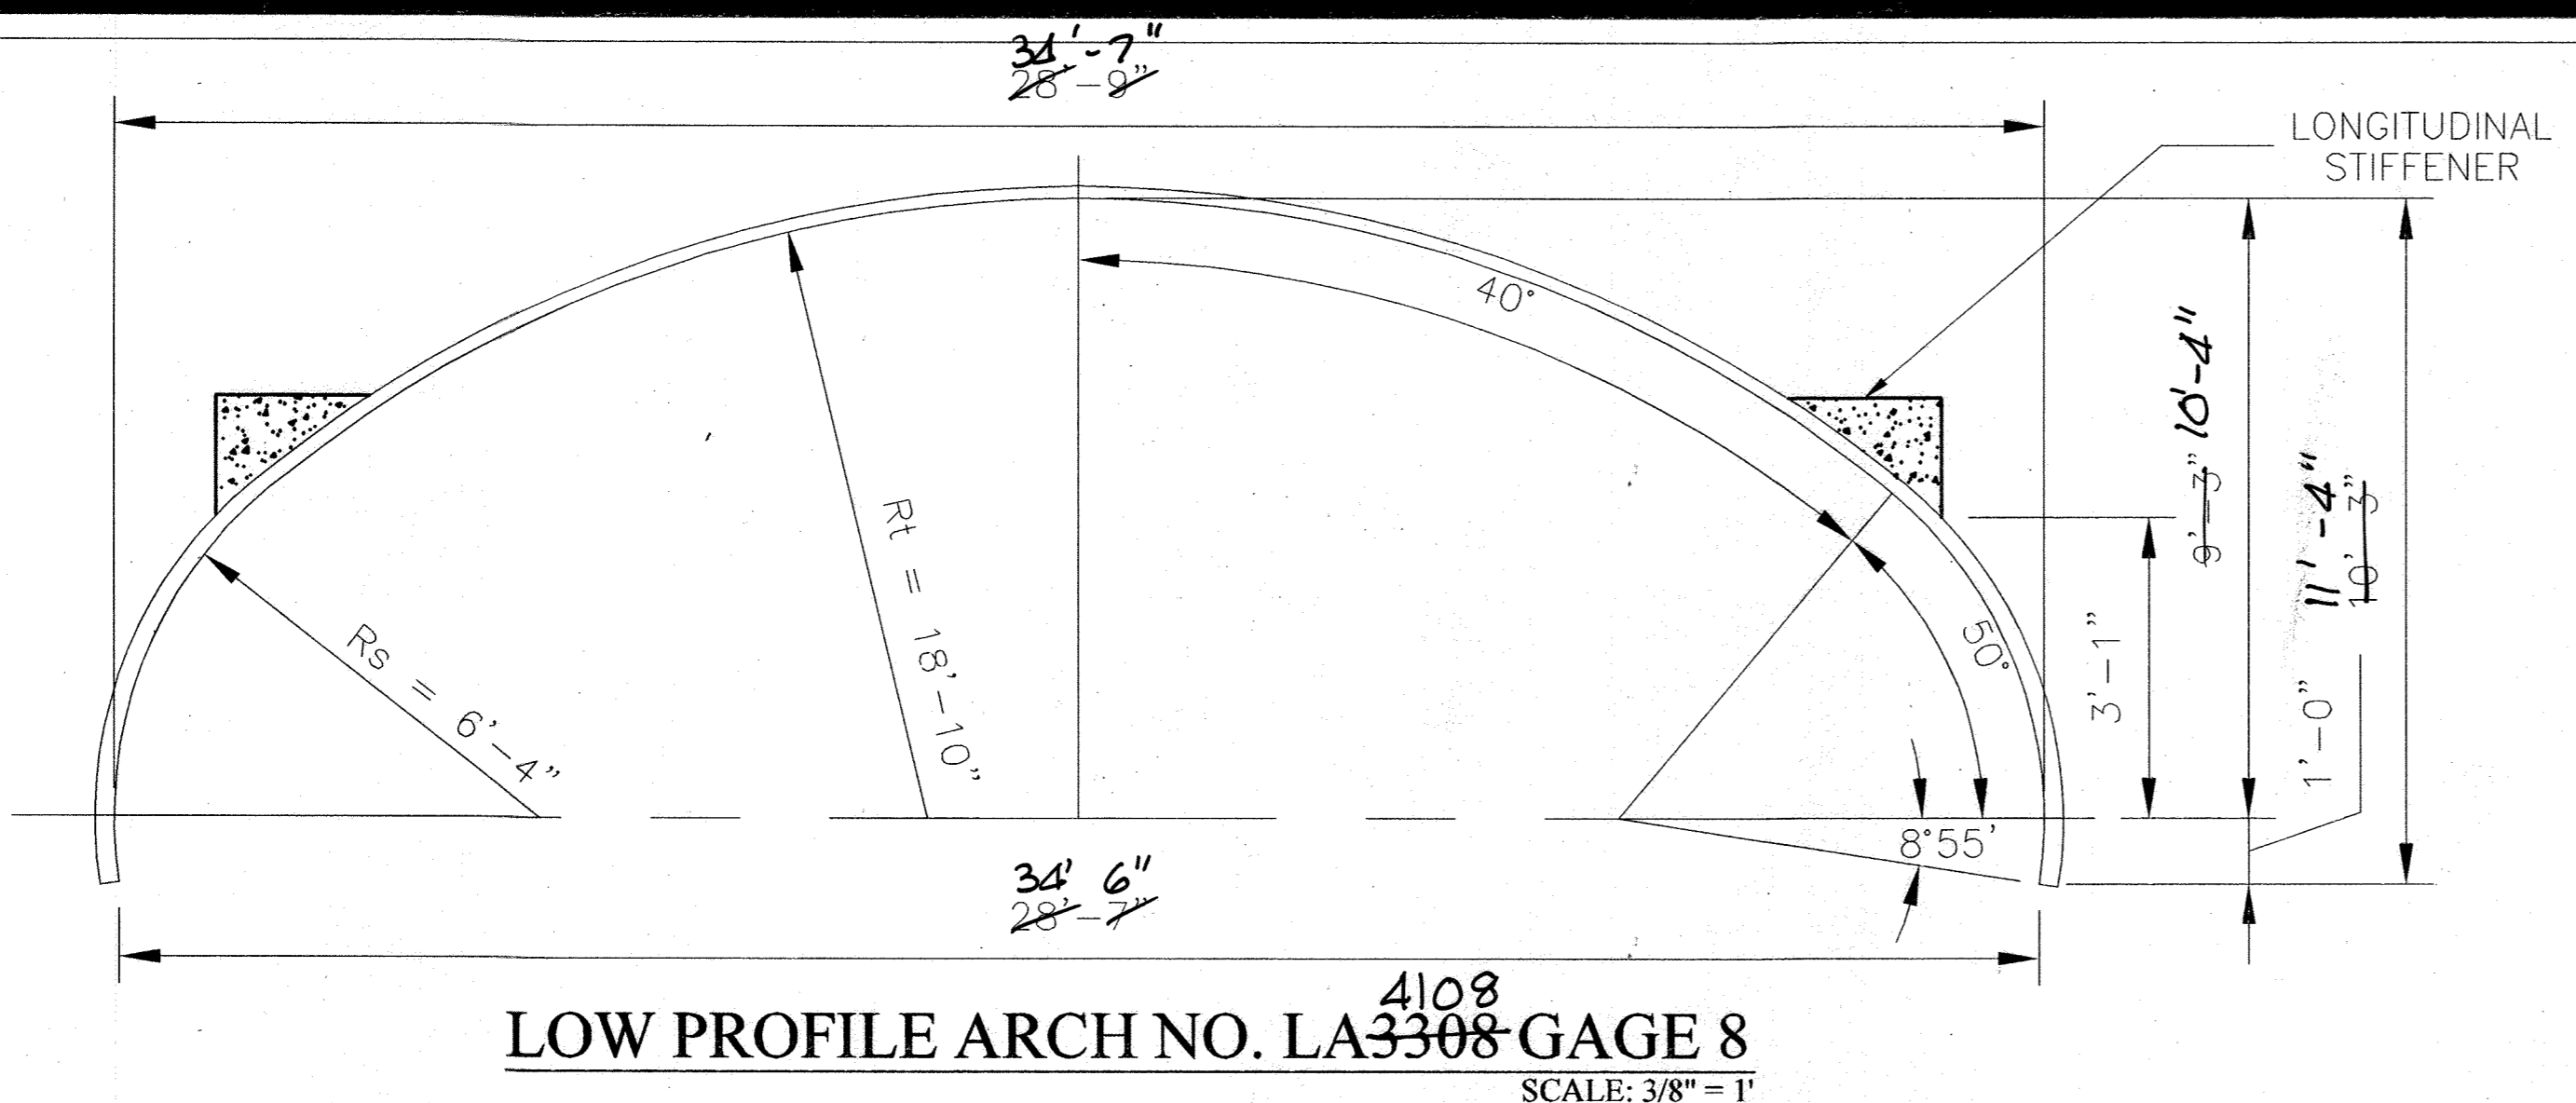 34'-7"
28'-9"
LONGITUDINAL
STIFFENER
40°
Rt = 18'-10"
Rs = 6'-4"
50°
8°55'
3'-1"
9'-3" 10'-4"
1'-0"
11'-4"
10'-3"
34' 6"
28'-7"
4108
LOW PROFILE ARCH NO. LA3308 GAGE 8
SCALE: 3/8" = 1'